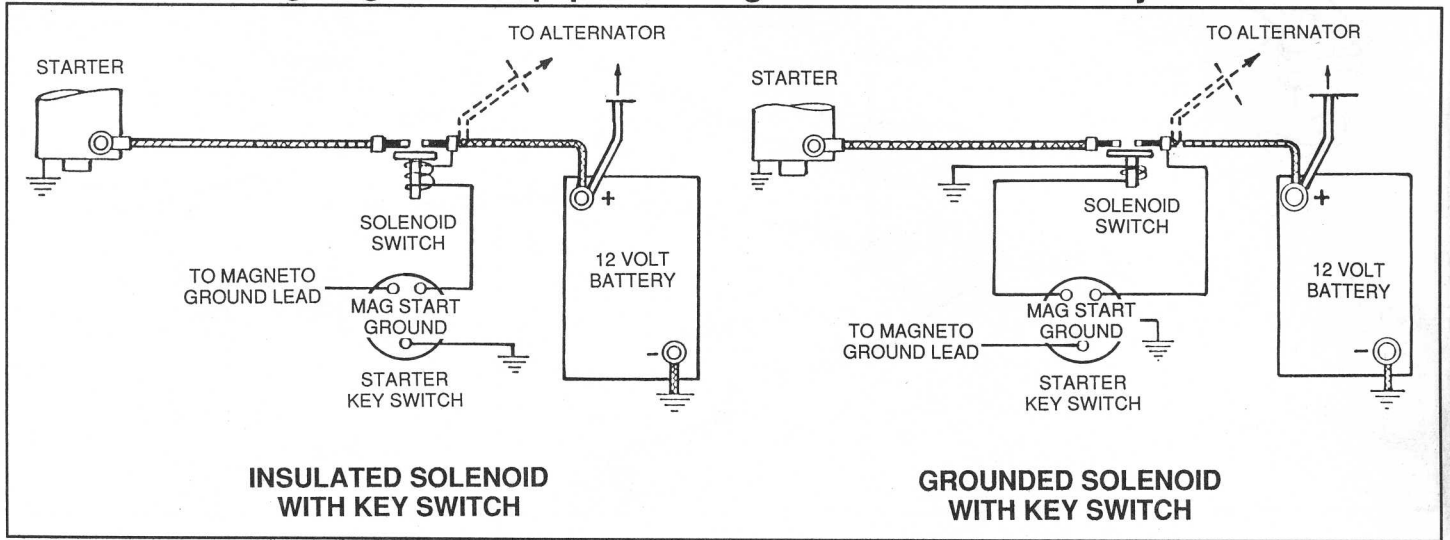 TO ALTERNATOR
STARTER
+
SOLENOID
SWITCH
12 VOLT
BATTERY
TO MAGNETO
GROUND LEAD
MAG START
GROUND
-
STARTER
KEY SWITCH
INSULATED SOLENOID
WITH KEY SWITCH
TO ALTERNATOR
STARTER
+
SOLENOID
SWITCH
12 VOLT
BATTERY
MAG START
GROUND
TO MAGNETO
GROUND LEAD
-
STARTER
KEY SWITCH
GROUNDED SOLENOID
WITH KEY SWITCH